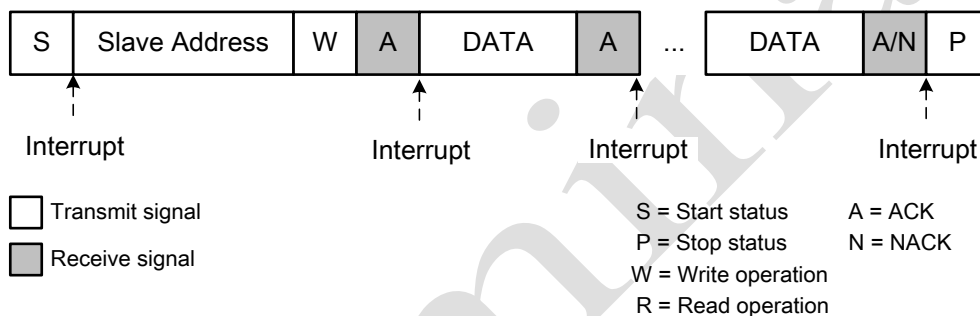 S Slave Address W A DATA A ... DATA A/N P
Interrupt Interrupt Interrupt Interrupt
Transmit signal
Receive signal
S = Start status A = ACK
P = Stop status N = NACK
W = Write operation
R = Read operation